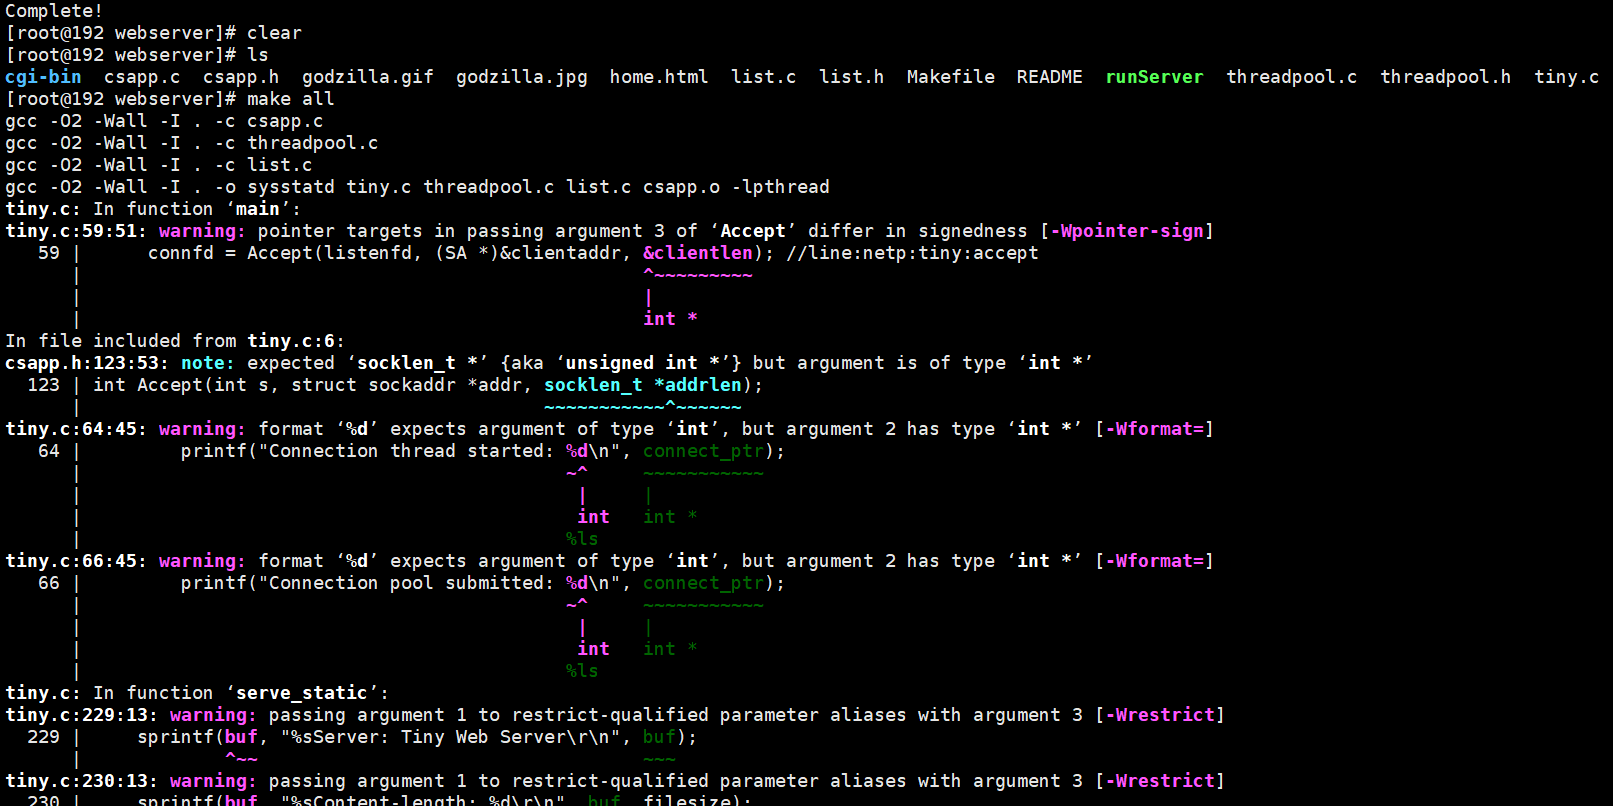 Complete!
[root@192 webserver]# clear
[root@192 webserver]# ls
cgi-bin  csapp.c  csapp.h  godzilla.gif  godzilla.jpg  home.html  list.c  list.h  Makefile  README  runServer  threadpool.c  threadpool.h  tiny.c
[root@192 webserver]# make all
gcc -O2 -Wall -I . -c csapp.c
gcc -O2 -Wall -I . -c threadpool.c
gcc -O2 -Wall -I . -c list.c
gcc -O2 -Wall -I . -o sysstatd tiny.c threadpool.c list.c csapp.o -lpthread
tiny.c: In function ‘main’:
tiny.c:59:51: warning: pointer targets in passing argument 3 of ‘Accept’ differ in signedness [-Wpointer-sign]
   59 |      connfd = Accept(listenfd, (SA *)&clientaddr, &clientlen); //line:netp:tiny:accept
      |                                                   ^~~~~~~~~~
      |                                                   |
      |                                                   int *
In file included from tiny.c:6:
csapp.h:123:53: note: expected ‘socklen_t *’ {aka ‘unsigned int *’} but argument is of type ‘int *’
  123 | int Accept(int s, struct sockaddr *addr, socklen_t *addrlen);
      |                                          ~~~~~~~~~~~^~~~~~~
tiny.c:64:45: warning: format ‘%d’ expects argument of type ‘int’, but argument 2 has type ‘int *’ [-Wformat=]
   64 |         printf("Connection thread started: %d\n", connect_ptr);
      |                                            ~^     ~~~~~~~~~~~
      |                                             |     |
      |                                             int   int *
      |                                            %ls
tiny.c:66:45: warning: format ‘%d’ expects argument of type ‘int’, but argument 2 has type ‘int *’ [-Wformat=]
   66 |         printf("Connection pool submitted: %d\n", connect_ptr);
      |                                            ~^     ~~~~~~~~~~~
      |                                             |     |
      |                                             int   int *
      |                                            %ls
tiny.c: In function ‘serve_static’:
tiny.c:229:13: warning: passing argument 1 to restrict-qualified parameter aliases with argument 3 [-Wrestrict]
  229 |     sprintf(buf, "%sServer: Tiny Web Server\r\n", buf);
      |             ^~~                                   ~~~
tiny.c:230:13: warning: passing argument 1 to restrict-qualified parameter aliases with argument 3 [-Wrestrict]
  230 |     sprintf(buf, "%sContent-length: %d\r\n", buf, filesize);